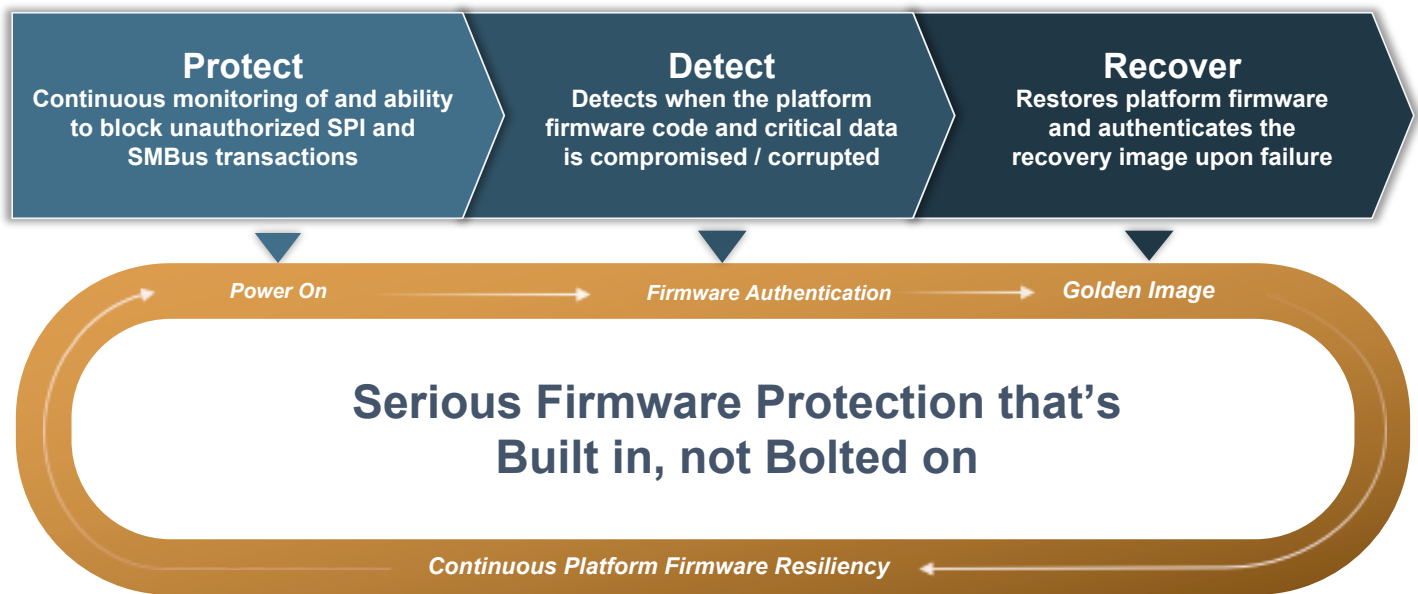 Protect
Continuous monitoring of and ability
to block unauthorized SPI and
SMBus transactions
Detect
Detects when the platform
firmware code and critical data
is compromised / corrupted
Recover
Restores platform firmware
and authenticates the
recovery image upon failure
Power On
Firmware Authentication
Golden Image
Serious Firmware Protection that's
Built in, not Bolted on
Continuous Platform Firmware Resiliency